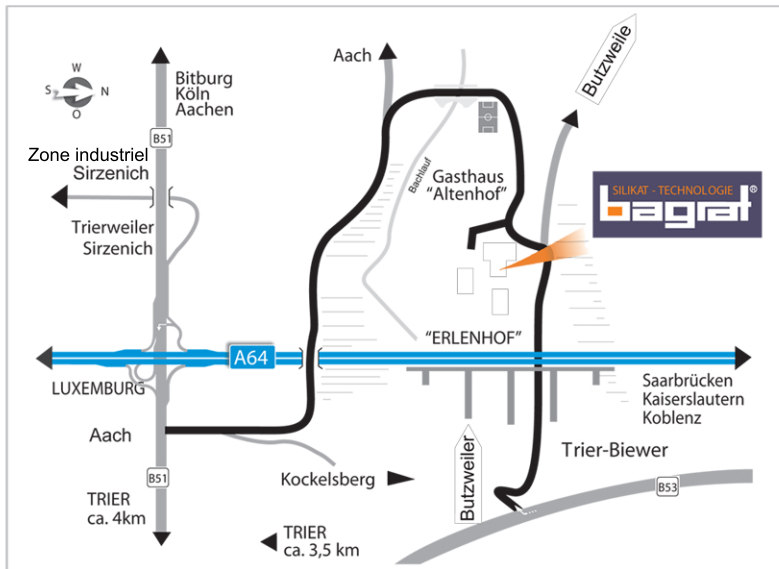 W
S N
O
Bitburg
Köln
Aachen
B51
Zone industriel
Sirzenich
Trierweiler
Sirzenich
A64
LUXEMBURG
Aach
B51
TRIER
ca. 4km
Aach
Bachlauf
Gasthaus
"Altenhof"
"ERLENHOF"
Butzweile
SILIKAT - TECHNOLOGIE
bagrat®
Saarbrücken
Kaiserslautern
Koblenz
Kockelsberg
Butzweiler
Trier-Biewer
B53
TRIER
ca. 3,5 km